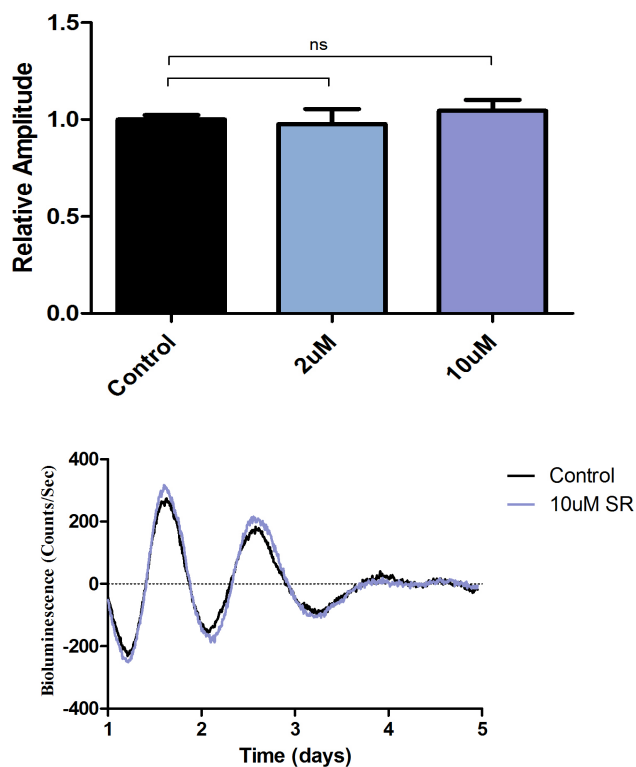 1.5
ns
1.0
Relative Amplitude
0.5
0.0
Control
2uM
10uM
400
Control
10uM SR
200
0
-200
-400
Bioluminescence (Counts/Sec)
1
2
3
4
5
Time (days)